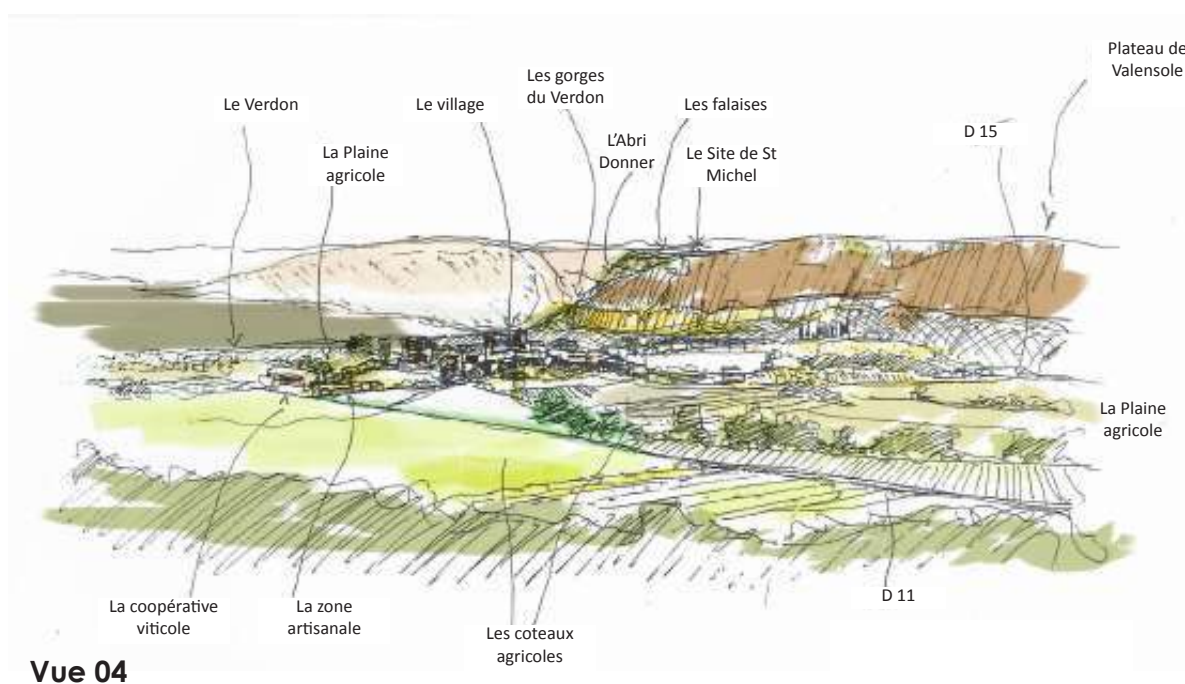 Plateau de
Valensole
Les gorges
du Verdon
Le Verdon
Le village
Les falaises
D 15
L'Abri
Donner
La Plaine
agricole
Le Site de St
Michel
La Plaine
agricole
D 11
La coopérative
viticole
La zone
artisanale
Les coteaux
agricoles
Vue 04